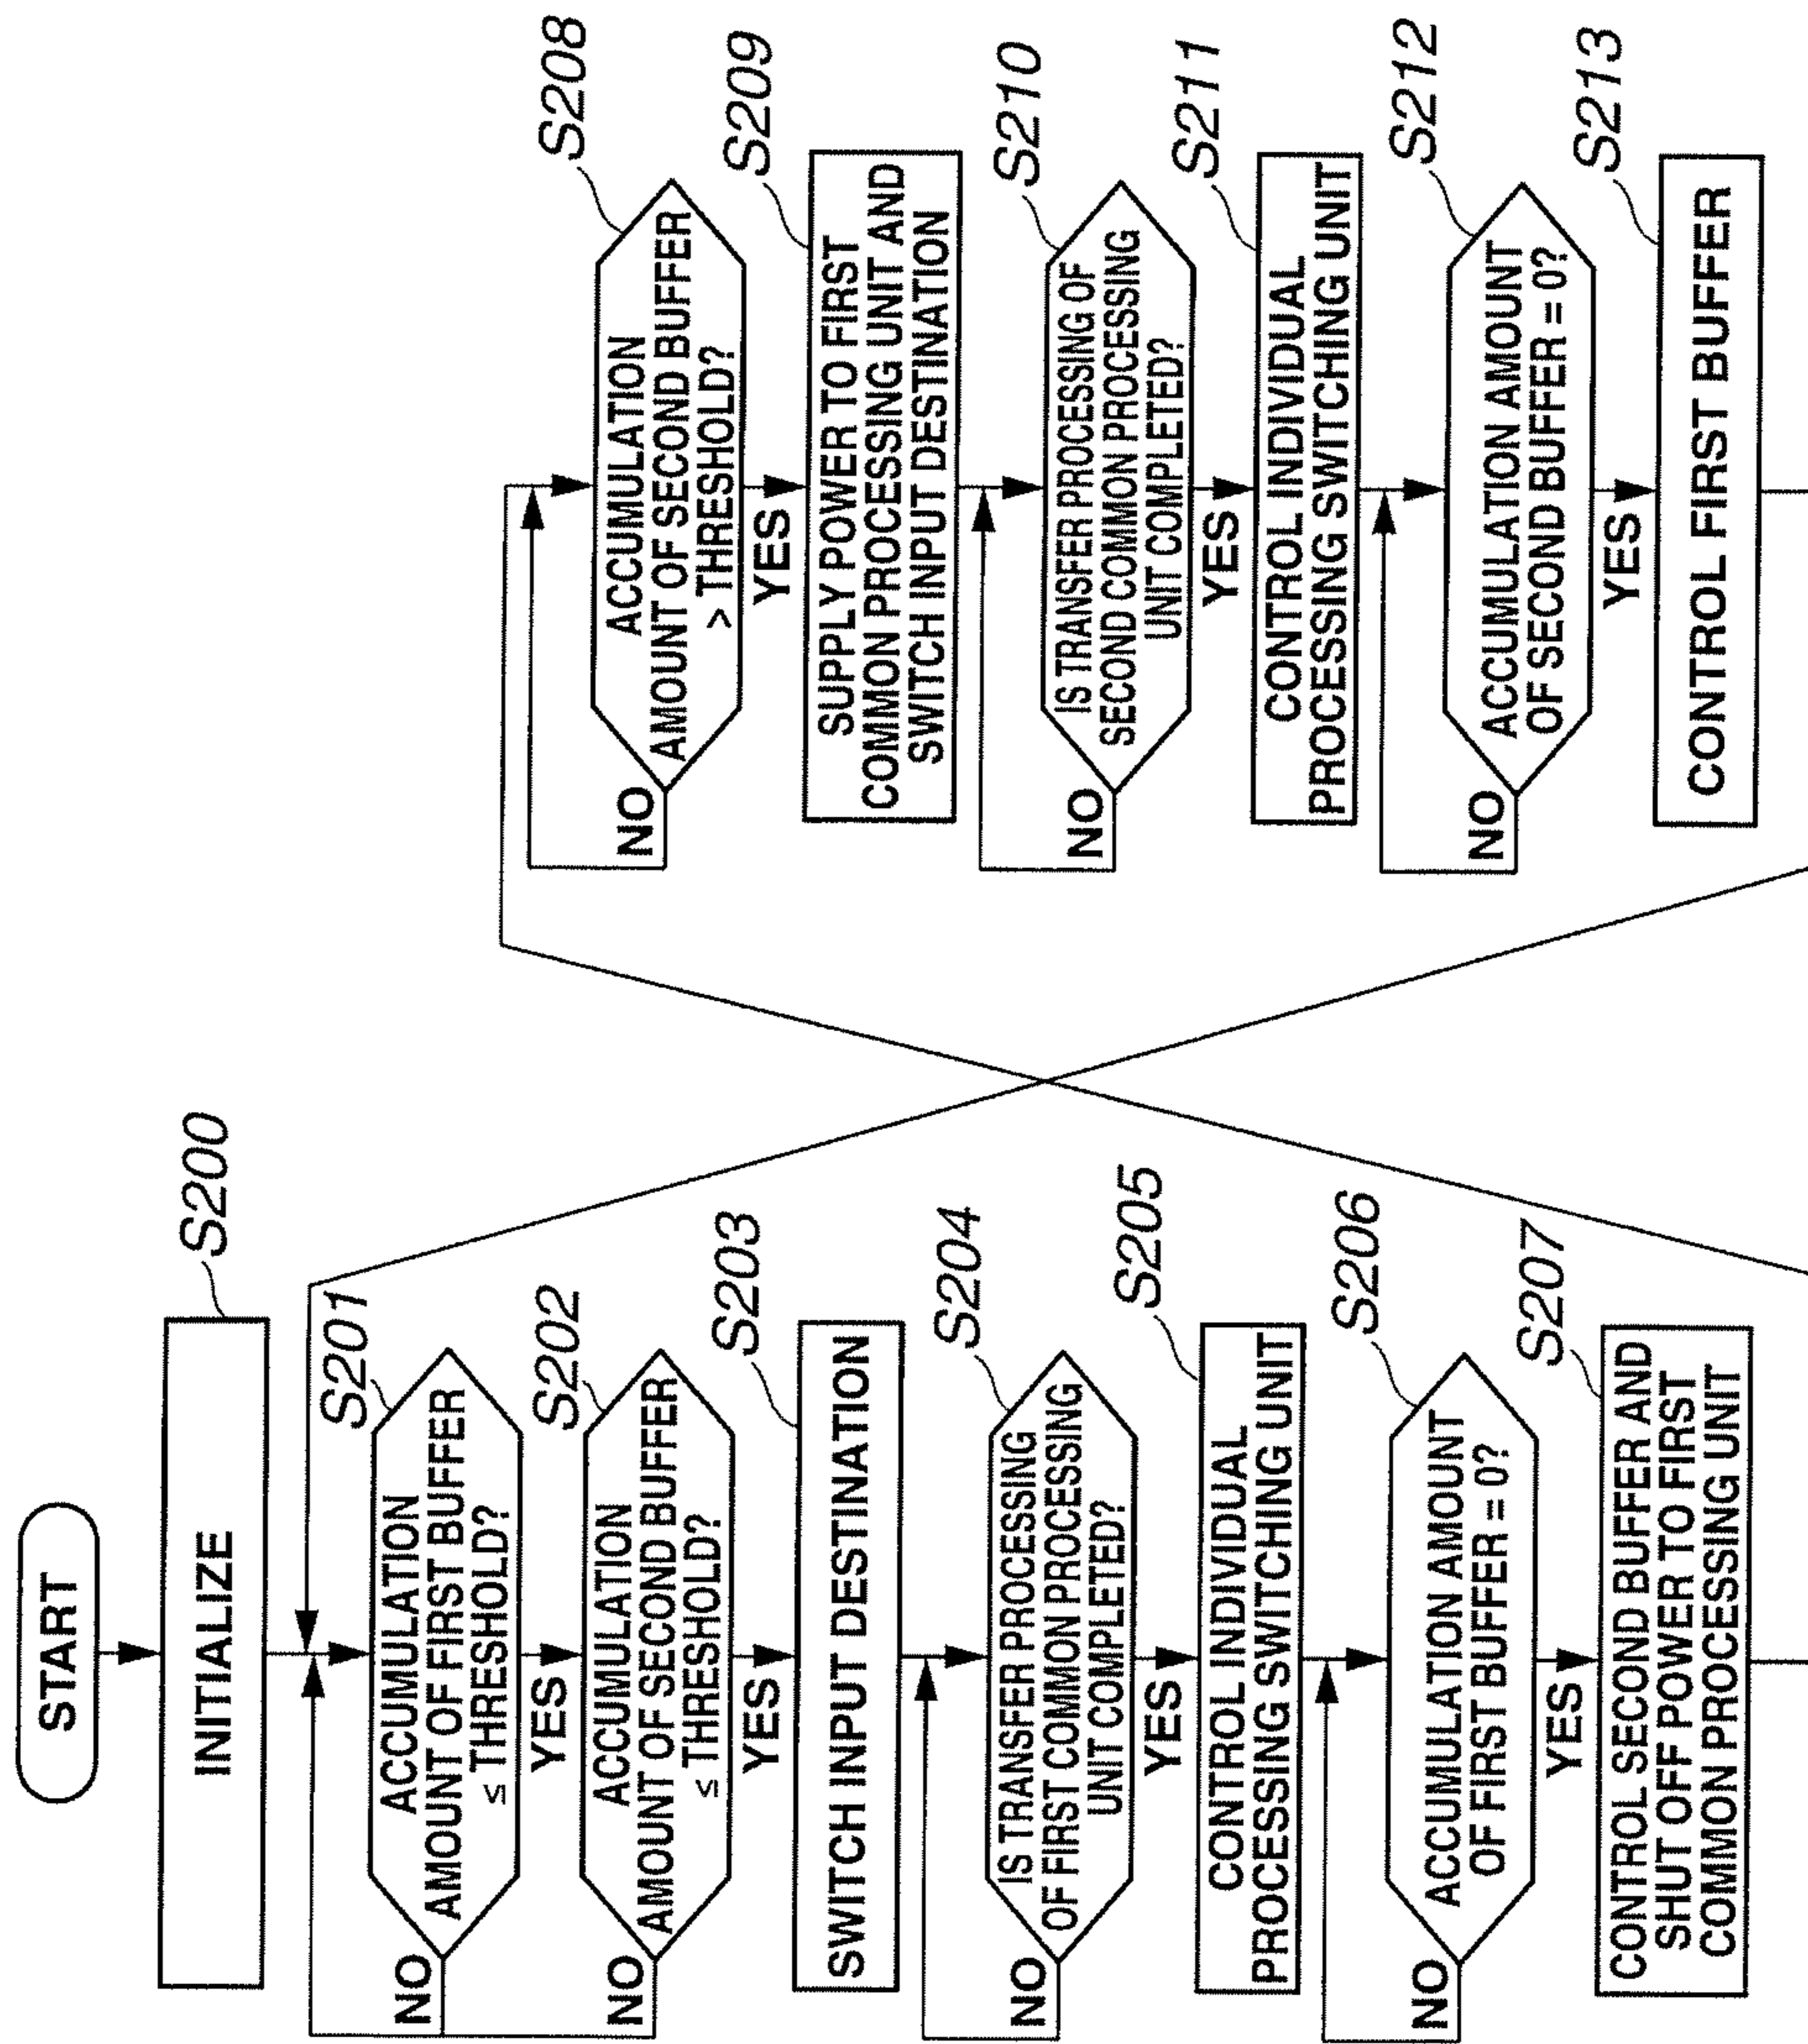 START
INITIALIZE
S200
S201
ACCUMULATION
AMOUNT OF FIRST BUFFER
≤ THRESHOLD?
NO
YES
S202
ACCUMULATION
AMOUNT OF SECOND BUFFER
≤ THRESHOLD?
NO
YES
S203
SWITCH INPUT DESTINATION
S204
IS TRANSFER PROCESSING
OF FIRST COMMON PROCESSING
UNIT COMPLETED?
NO
YES
S205
CONTROL INDIVIDUAL
PROCESSING SWITCHING UNIT
S206
ACCUMULATION AMOUNT
OF FIRST BUFFER = 0?
NO
YES
S207
CONTROL SECOND BUFFER AND
SHUT OFF POWER TO FIRST
COMMON PROCESSING UNIT
S208
ACCUMULATION
AMOUNT OF SECOND BUFFER
> THRESHOLD?
NO
YES
S209
SUPPLY POWER TO FIRST
COMMON PROCESSING UNIT AND
SWITCH INPUT DESTINATION
S210
IS TRANSFER PROCESSING OF
SECOND COMMON PROCESSING
UNIT COMPLETED?
NO
YES
S211
CONTROL INDIVIDUAL
PROCESSING SWITCHING UNIT
S212
ACCUMULATION AMOUNT
OF SECOND BUFFER = 0?
NO
YES
S213
CONTROL FIRST BUFFER